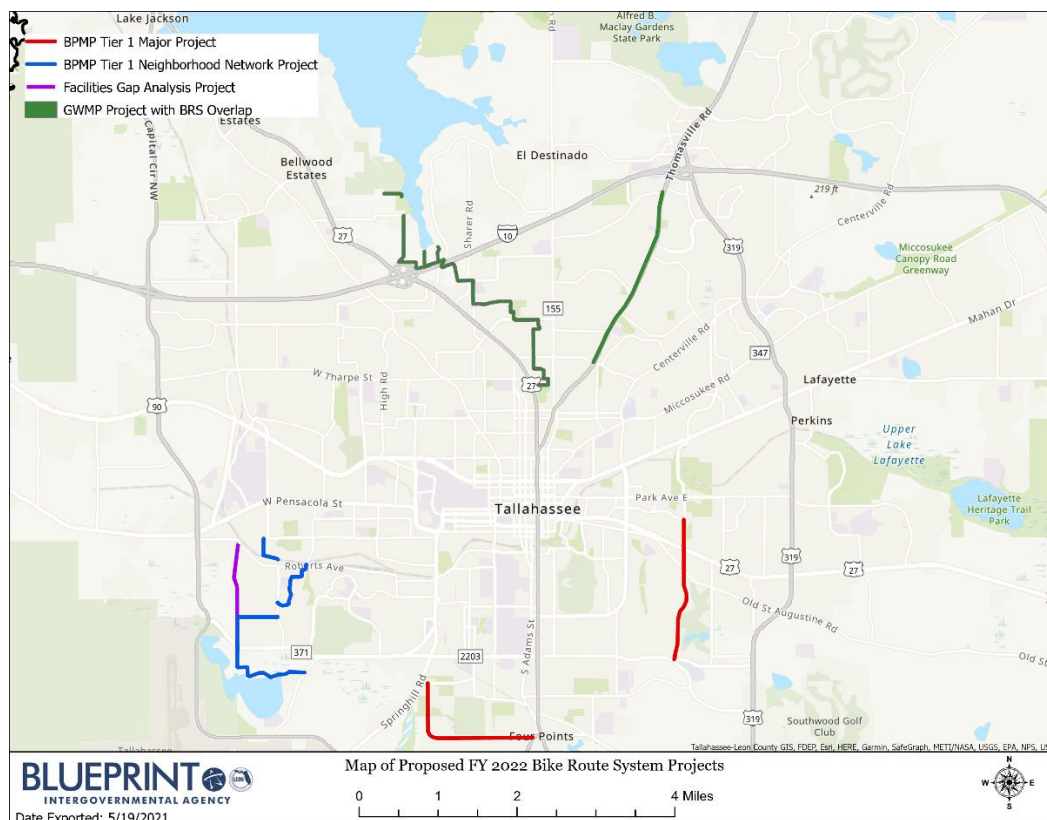 Lake Jackson
Alfred B.
Maclay Gardens
State Park
BPMP Tier 1 Major Project
BPMP Tier 1 Neighborhood Network Project
Facilities Gap Analysis Project
GWMP Project with BRS Overlap
Estates
Capital Cir NW
Bellwood
Estates
El Destinado
Thomasville Rd
Rd
219 ft
Centerville Rd
Sharer Rd
27
10
319
Miccosukee
Canopy Road
Greenway
155
Mahan Dr
Centerville Rd
347
W Tharpe St
High Rd
27
Miccosukee Rd
Lafayette
90
Perkins
Upper
Lake
Lafayette
W Pensacola St
Tallahassee
Park Ave E
Lafayette
Heritage Trail
Park
Roberts Ave
319
27
27
Old St Augustine Rd
371
2203
S Adams St
Old St
Springhill Rd
319
Southwood Golf
Club
Four Points
Tallahassee
Tallahassee-Leon County GIS, FDEP, Esri, HERE, Garmin, SafeGraph, METI/NASA, USGS, EPA, NPS, US
BLUEPRINT
LEON
INTERGOVERNMENTAL AGENCY
Date Exported: 5/19/2021
Map of Proposed FY 2022 Bike Route System Projects
0 1 2 4 Miles
N
W E
S